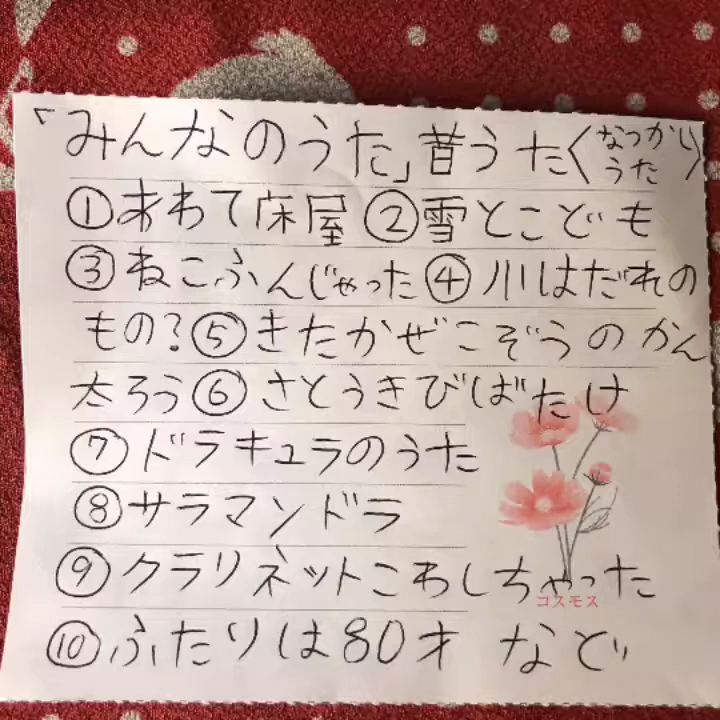 「みんなのうた」昔うた〈なつかしうた〉
①あわて床屋②雪とこども
③ねこふんじゃった④川はだれの
もの?⑤きたかぜこぞうのかん
太ろう⑥さとうきびばたけ
⑦ドラキュラのうた
⑧サラマンドラ
⑨クラリネットこわしちゃった
コスモス
⑩ふたりは80才 など